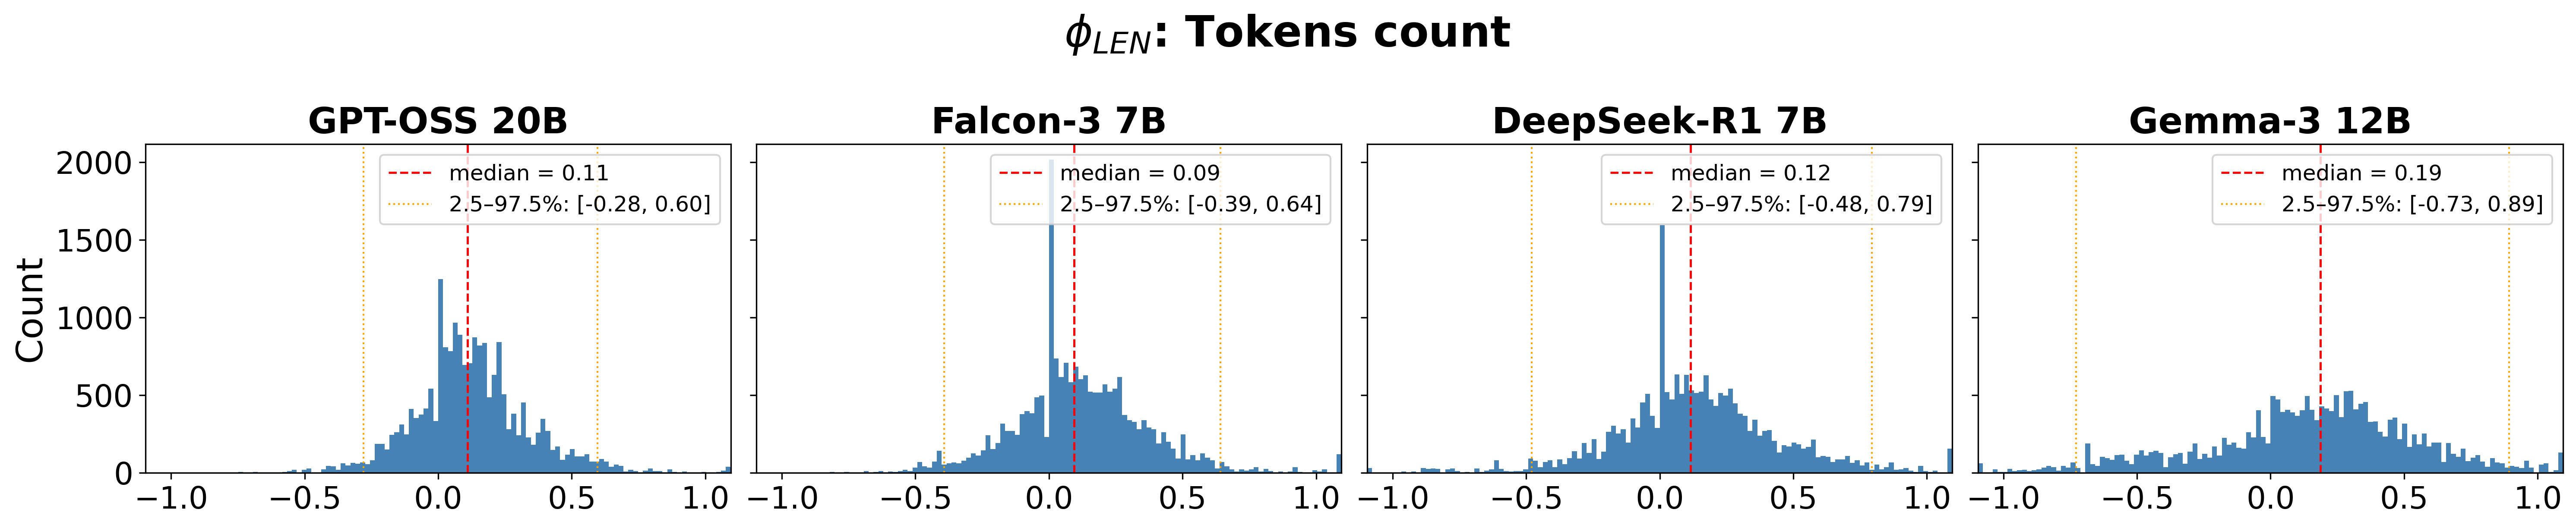 ϕ_LEN: Tokens count
GPT-OSS 20B
Falcon-3 7B
DeepSeek-R1 7B
Gemma-3 12B
Count
2000
1500
1000
500
0
median = 0.11
2.5–97.5%: [-0.28, 0.60]
−1.0 −0.5 0.0 0.5 1.0
median = 0.09
2.5–97.5%: [-0.39, 0.64]
−1.0 −0.5 0.0 0.5 1.0
median = 0.12
2.5–97.5%: [-0.48, 0.79]
−1.0 −0.5 0.0 0.5 1.0
median = 0.19
2.5–97.5%: [-0.73, 0.89]
−1.0 −0.5 0.0 0.5 1.0